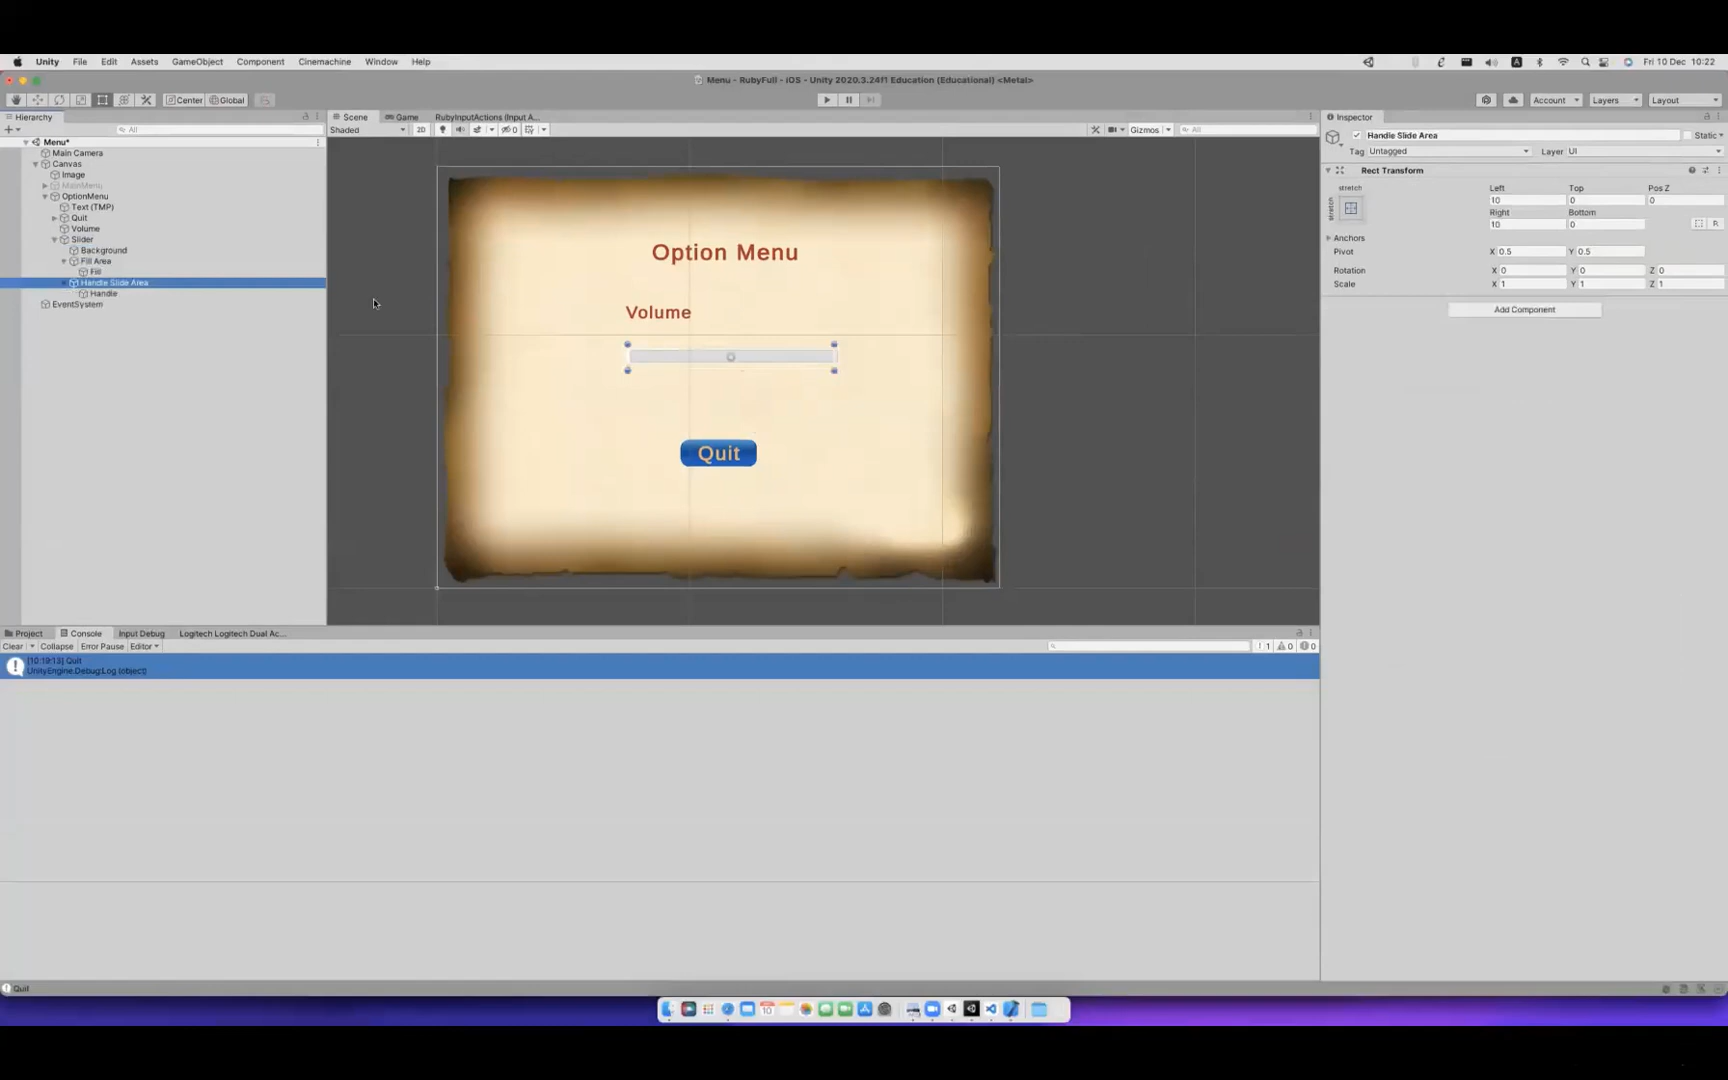 Unity File Edit Assets GameObject Component Cinemachine Window Help Fri 10 Dec 10:22
Menu - RubyFull - iOS - Unity 2020.3.24f1 Education (Educational) <Metal>
Center Global Account Layers Layout
Hierarchy
All
Menu*
Main Camera
Canvas
Image
MainMenu
OptionMenu
Text (TMP)
Quit
Volume
Slider
Background
Fill Area
Fill
Handle Slide Area
Handle
EventSystem
Scene Game RubyInputActions (Input A...
Shaded 2D 0 Gizmos All
Option Menu
Volume
Quit
Inspector
Handle Slide Area Static
Tag Untagged Layer UI
Rect Transform
stretch
stretch
Left Top Pos Z
10 0 0
Right Bottom
10 0 R
Anchors
Pivot X 0.5 Y 0.5
Rotation X 0 Y 0 Z 0
Scale X 1 Y 1 Z 1
Add Component
Project Console Input Debug Logitech Logitech Dual Ac...
Clear Collapse Error Pause Editor 1 0 0
[10:19:13] Quit
UnityEngine.Debug:Log (object)
Quit